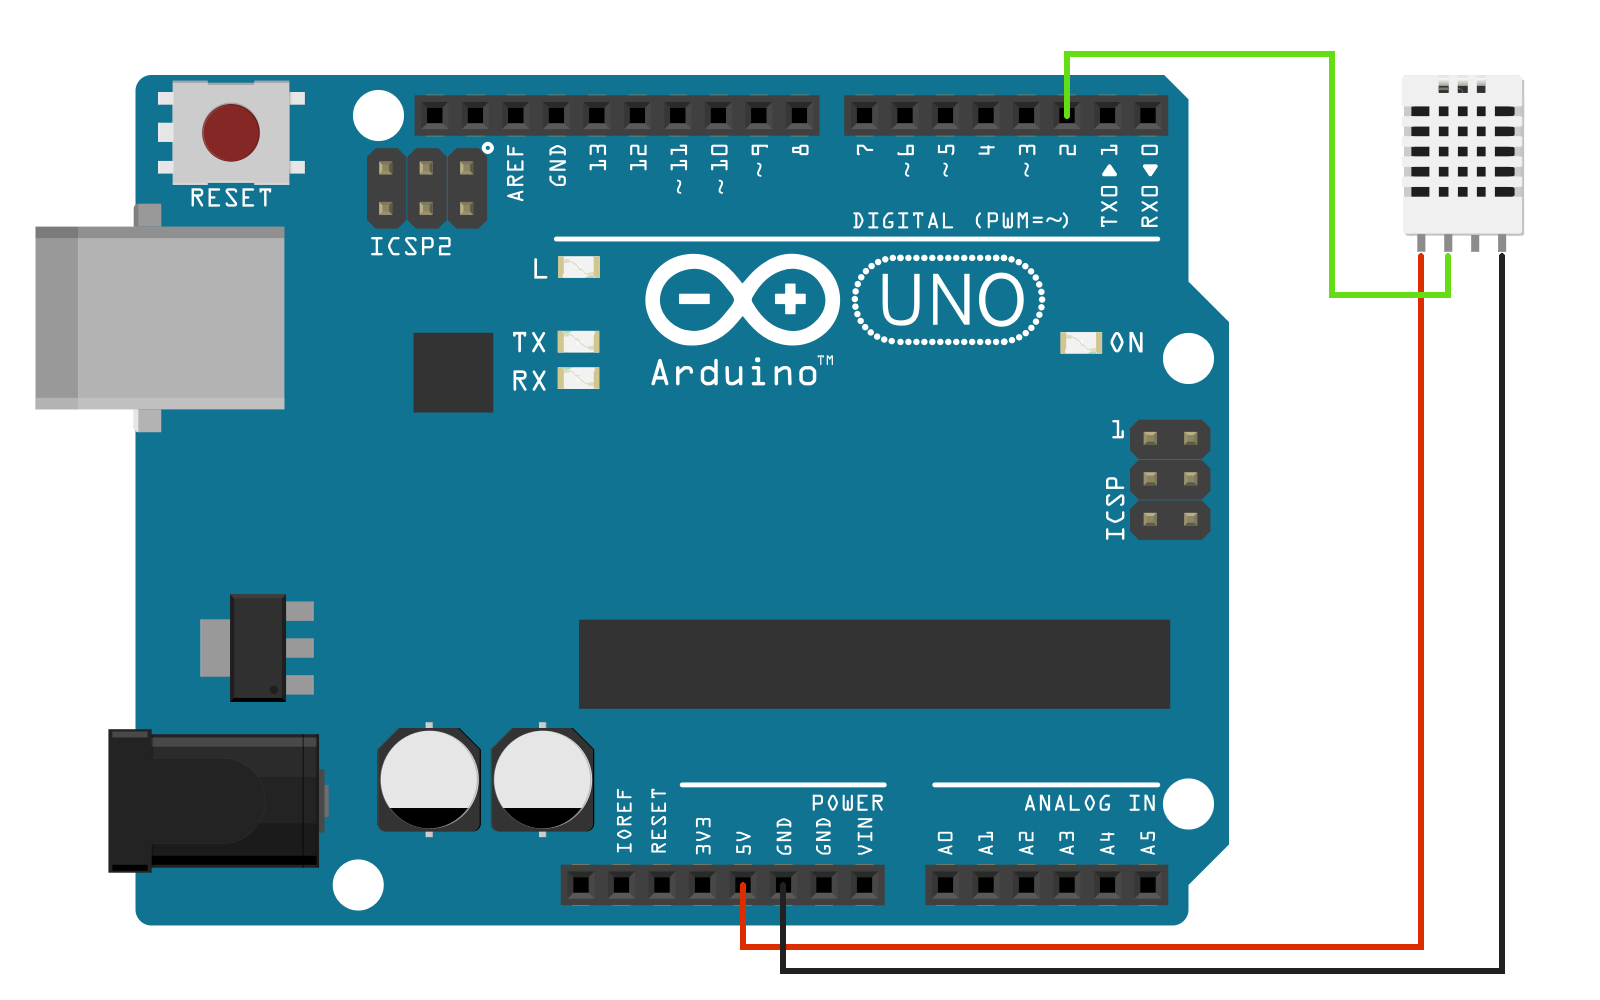 RESET
ICSP2
AREF
GND
13
12
~11
~10
~9
8
7
~6
~5
4
~3
2
TX0 ▶ 1
RX0 ◀ 0
DIGITAL (PWM=~)
L
TX
RX
Arduino™
UNO
ON
1
ICSP
POWER
ANALOG IN
IOREF
RESET
3V3
5V
GND
GND
VIN
A0
A1
A2
A3
A4
A5